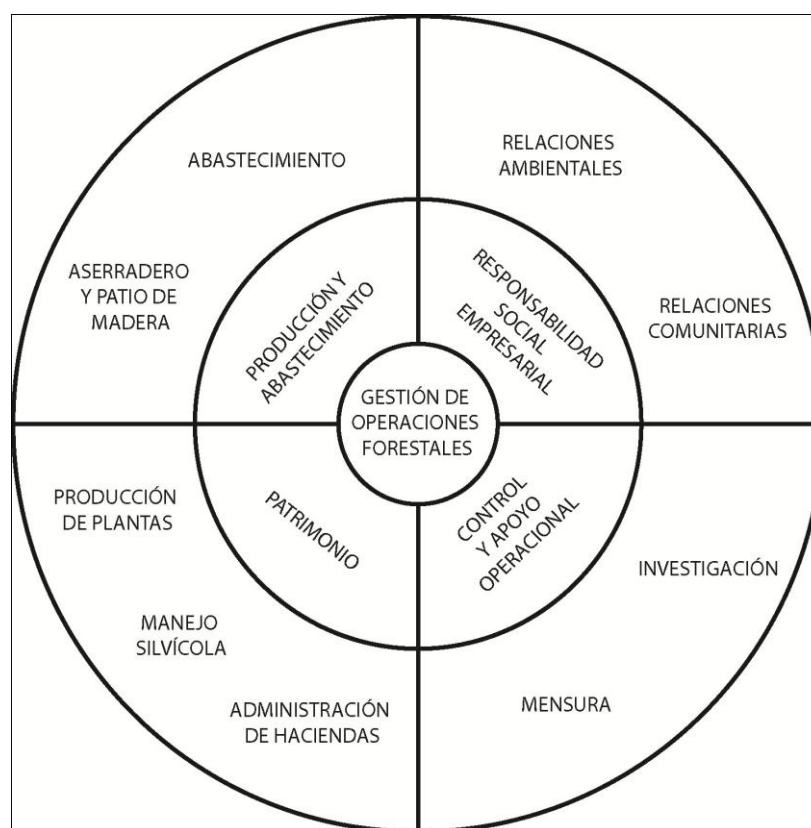 ABASTECIMIENTO
ASERRADERO
Y PATIO DE
MADERA
PRODUCCIÓN Y
ABASTECIMIENTO
RELACIONES
AMBIENTALES
RELACIONES
COMUNITARIAS
RESPONSABILIDAD
SOCIAL
EMPRESARIAL
GESTIÓN DE
OPERACIONES
FORESTALES
PATRIMONIO
PRODUCCIÓN
DE PLANTAS
MANEJO
SILVÍCOLA
ADMINISTRACIÓN
DE HACIENDAS
CONTROL
Y APOYO
OPERACIONAL
INVESTIGACIÓN
MENSURA